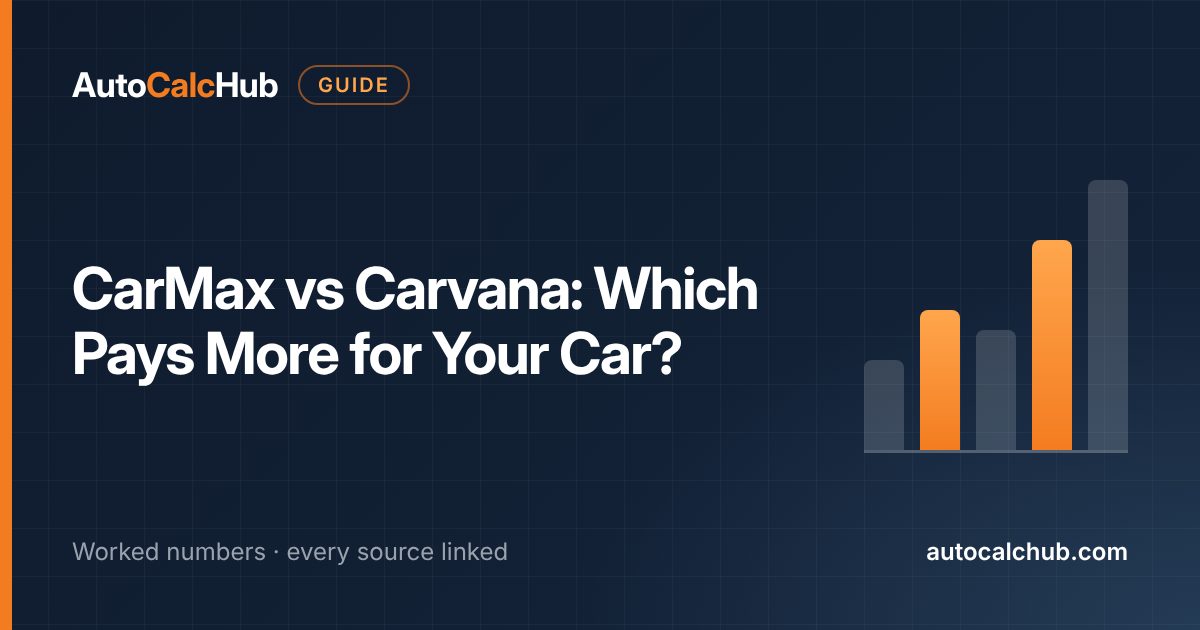 AutoCalcHub GUIDE
CarMax vs Carvana: Which
Pays More for Your Car?
Worked numbers · every source linked
autocalchub.com